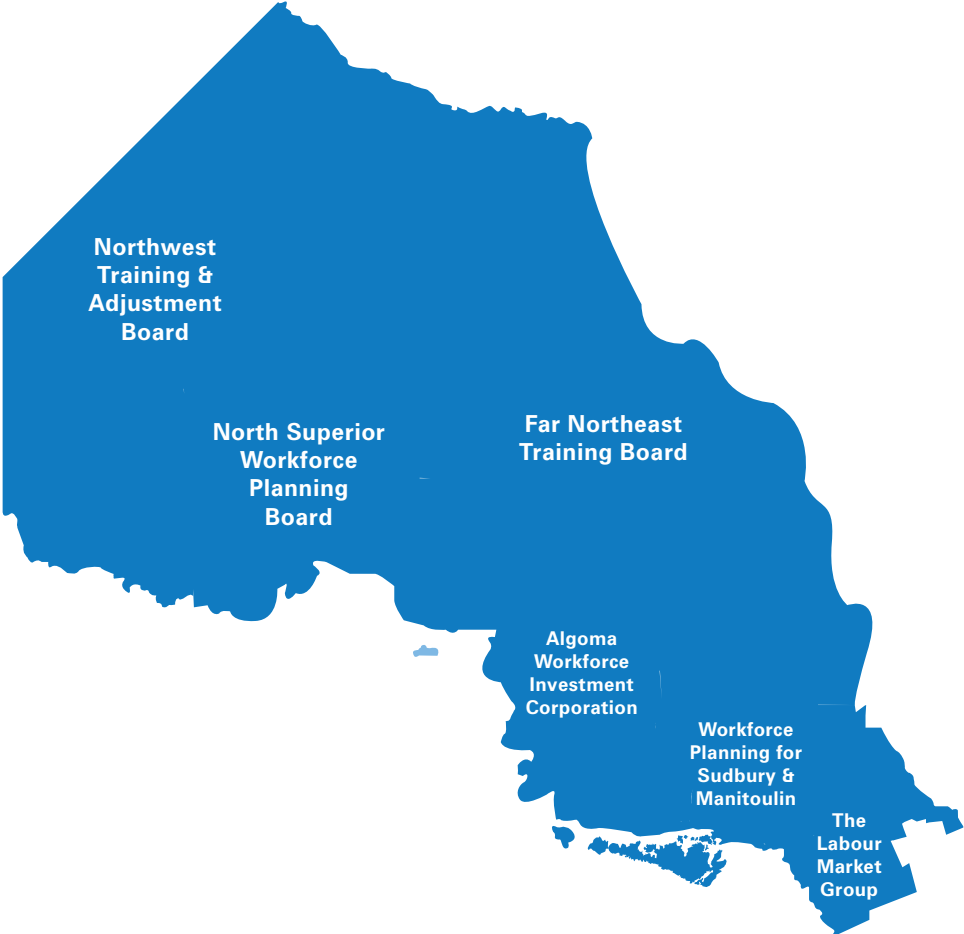 Northwest
Training &
Adjustment
Board
North Superior
Workforce
Planning
Board
Far Northeast
Training Board
Algoma
Workforce
Investment
Corporation
Workforce
Planning for
Sudbury &
Manitoulin
The
Labour
Market
Group